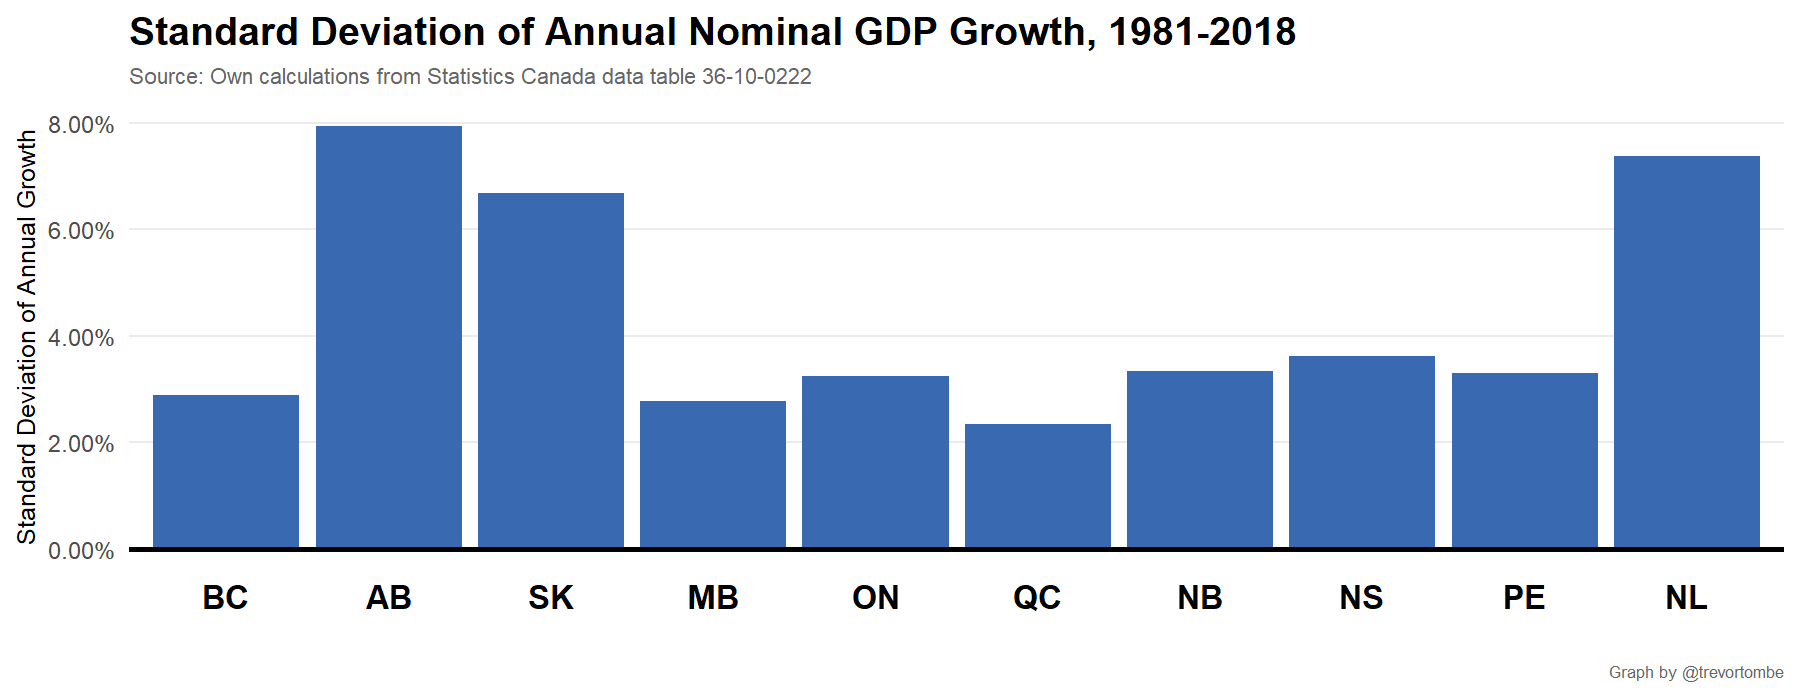 Standard Deviation of Annual Nominal GDP Growth, 1981-2018
Source: Own calculations from Statistics Canada data table 36-10-0222
Standard Deviation of Annual Growth
8.00%
6.00%
4.00%
2.00%
0.00%
BC AB SK MB ON QC NB NS PE NL
Graph by @trevortombe